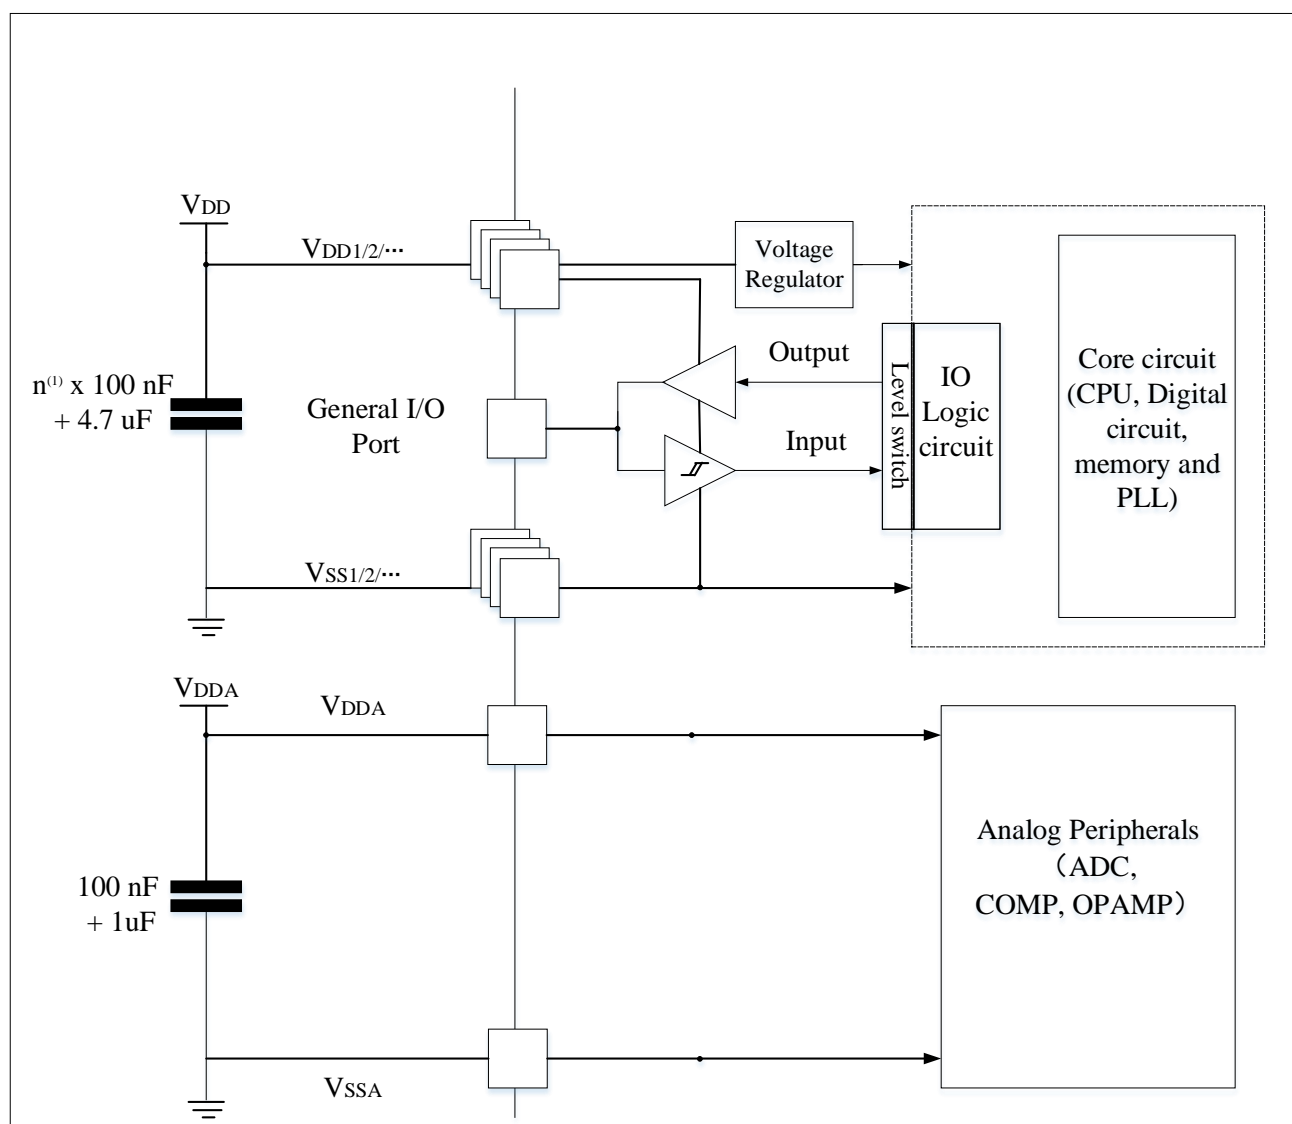 VDD
VDD1/2/···
Voltage
Regulator
n(1) x 100 nF
+ 4.7 uF
General I/O
Port
Output
Input
Level switch
IO
Logic
circuit
Core circuit
(CPU, Digital
circuit,
memory and
PLL)
VSS1/2/···
VDDA
VDDA
100 nF
+ 1uF
Analog Peripherals
（ADC,
COMP, OPAMP）
VSSA